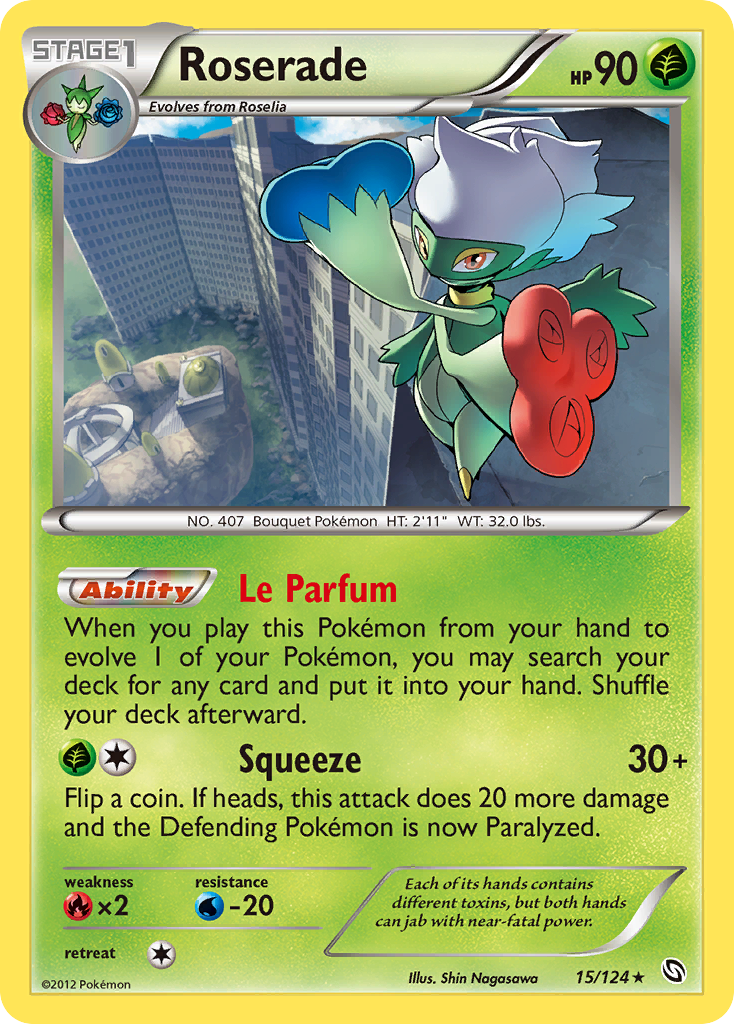 STAGE1
Roserade
HP 90
Evolves from Roselia
NO. 407 Bouquet Pokémon HT: 2'11" WT: 32.0 lbs.
Ability Le Parfum
When you play this Pokémon from your hand to
evolve 1 of your Pokémon, you may search your
deck for any card and put it into your hand. Shuffle
your deck afterward.
Squeeze 30+
Flip a coin. If heads, this attack does 20 more damage
and the Defending Pokémon is now Paralyzed.
weakness resistance
×2 -20
Each of its hands contains
different toxins, but both hands
can jab with near-fatal power.
retreat
©2012 Pokémon Illus. Shin Nagasawa 15/124 ★